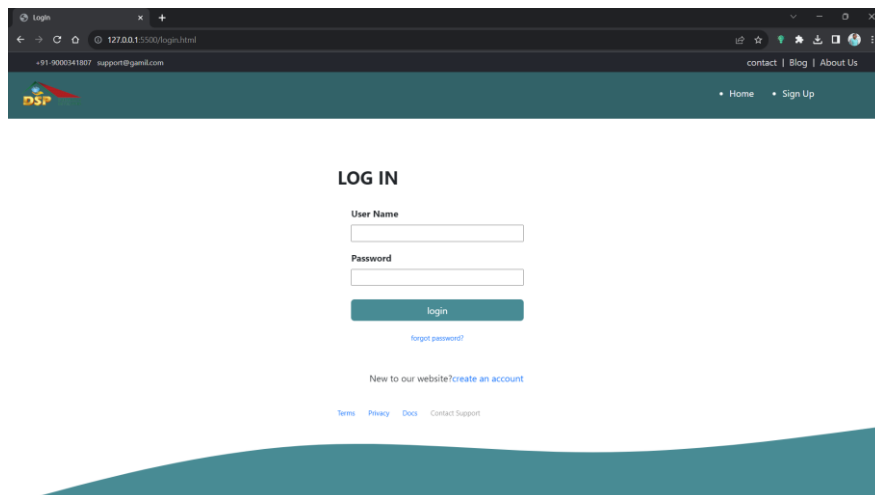 Login
127.0.0.1:5500/login.html
+91-9000341807 support@gamil.com
contact | Blog | About Us
DSP
• Home • Sign Up
LOG IN
User Name
Password
login
forgot password?
New to our website?create an account
Terms Privacy Docs Contact Support